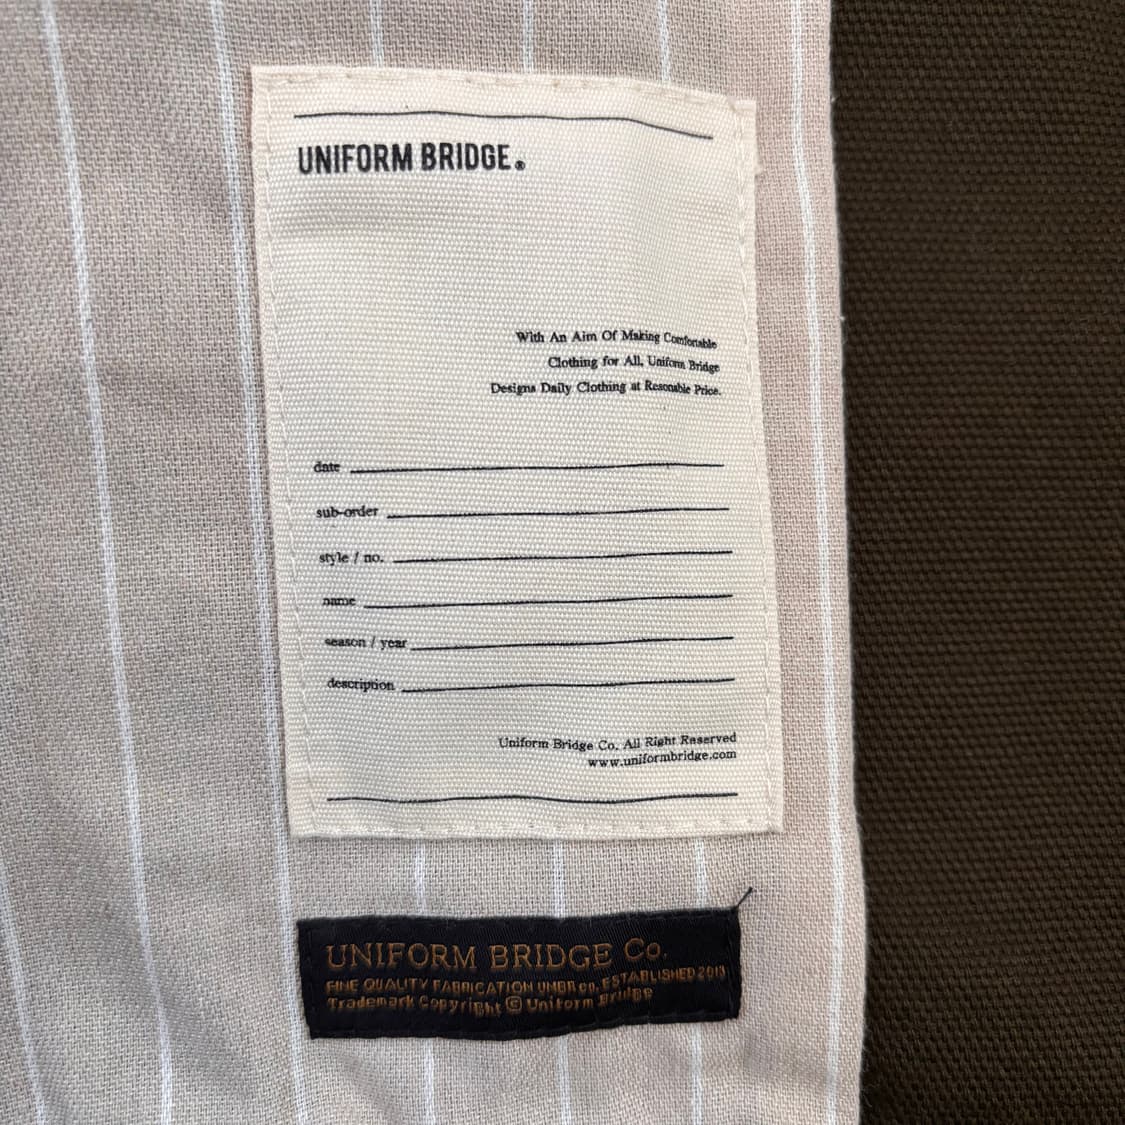 UNIFORM BRIDGE®
With An Aim Of Making Comfortable
Clothing for All, Uniform Bridge
Designs Daily Clothing at Resonable Price.
date
sub-order
style / no.
name
season / year
description
Uniform Bridge Co. All Right Reserved
www.uniformbridge.com
UNIFORM BRIDGE Co.
FINE QUALITY FABRICATION UMBR CO. ESTABLISHED 2013
Trademark Copyright © Uniform Bridge